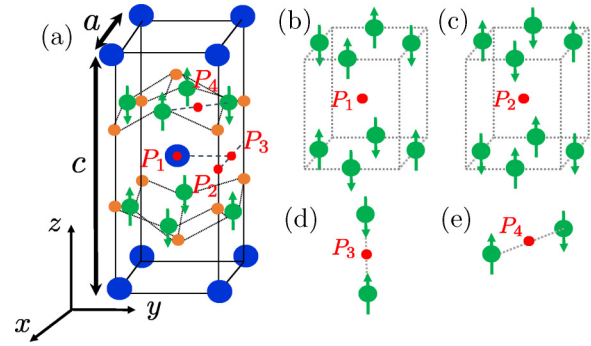 (a)
a
c
P₄
P₁
P₃
P₂
z
y
x
(b)
P₁
(c)
P₂
(d)
P₃
(e)
P₄